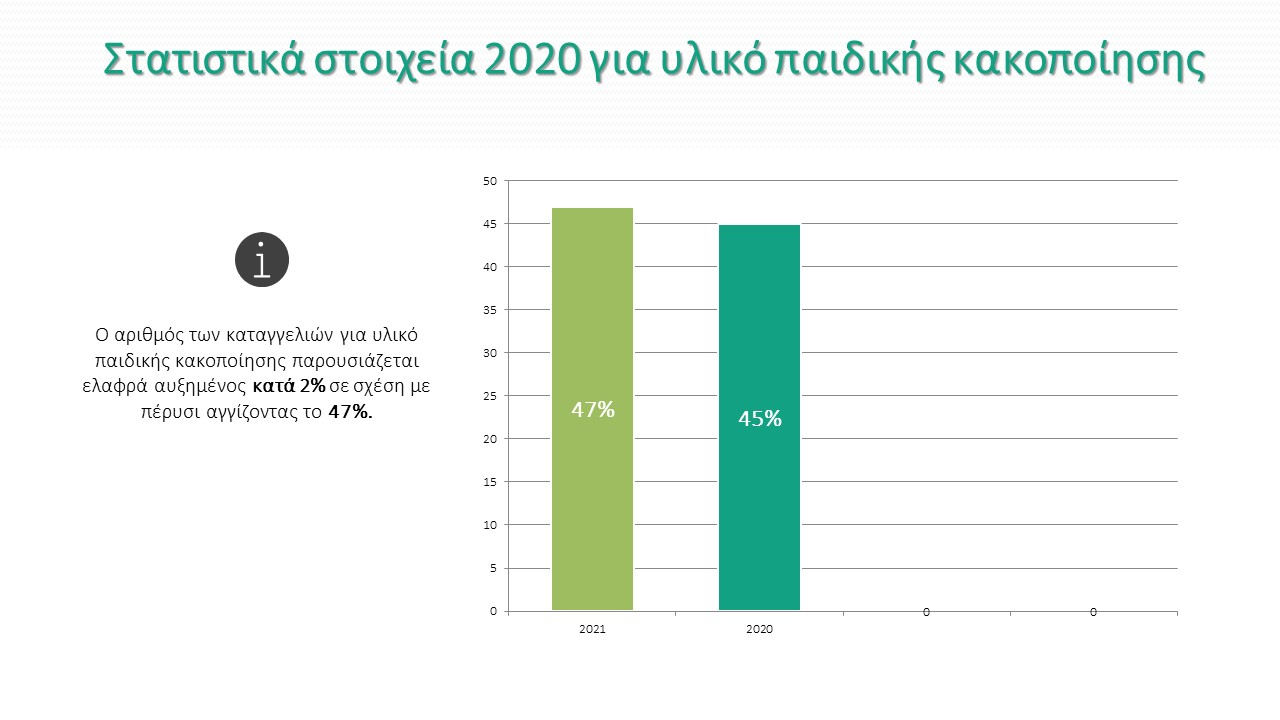 Στατιστικά στοιχεία 2020 για υλικό παιδικής κακοποίησης
i
Ο αριθμός των καταγγελιών για υλικό
παιδικής κακοποίησης παρουσιάζεται
ελαφρά αυξημένος κατά 2% σε σχέση με
πέρυσι αγγίζοντας το 47%.
50
45
40
35
30
25
20
15
10
5
0
47%
45%
0
0
2021
2020